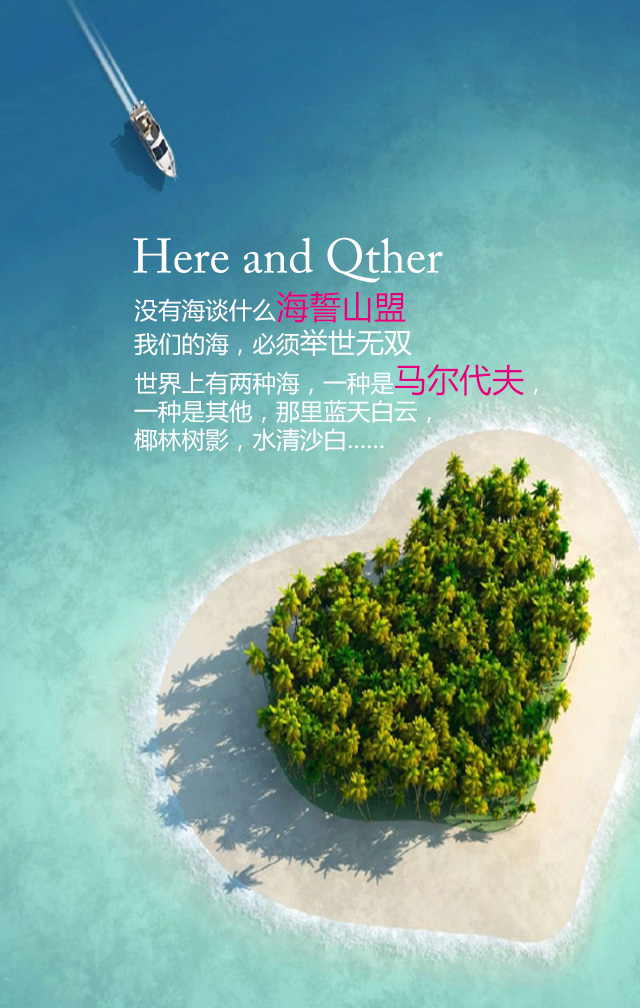 Here and Qther
没有海谈什么海誓山盟
我们的海，必须举世无双
世界上有两种海，一种是马尔代夫，
一种是其他，那里蓝天白云，
椰林树影，水清沙白……